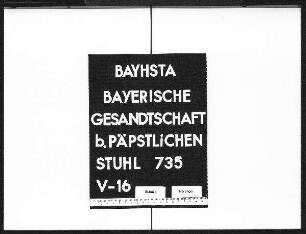 BAYHSTA
BAYERISCHE
GESANDTSCHAFT
b. PÄPSTLICHEN
STUHL 735
V-16